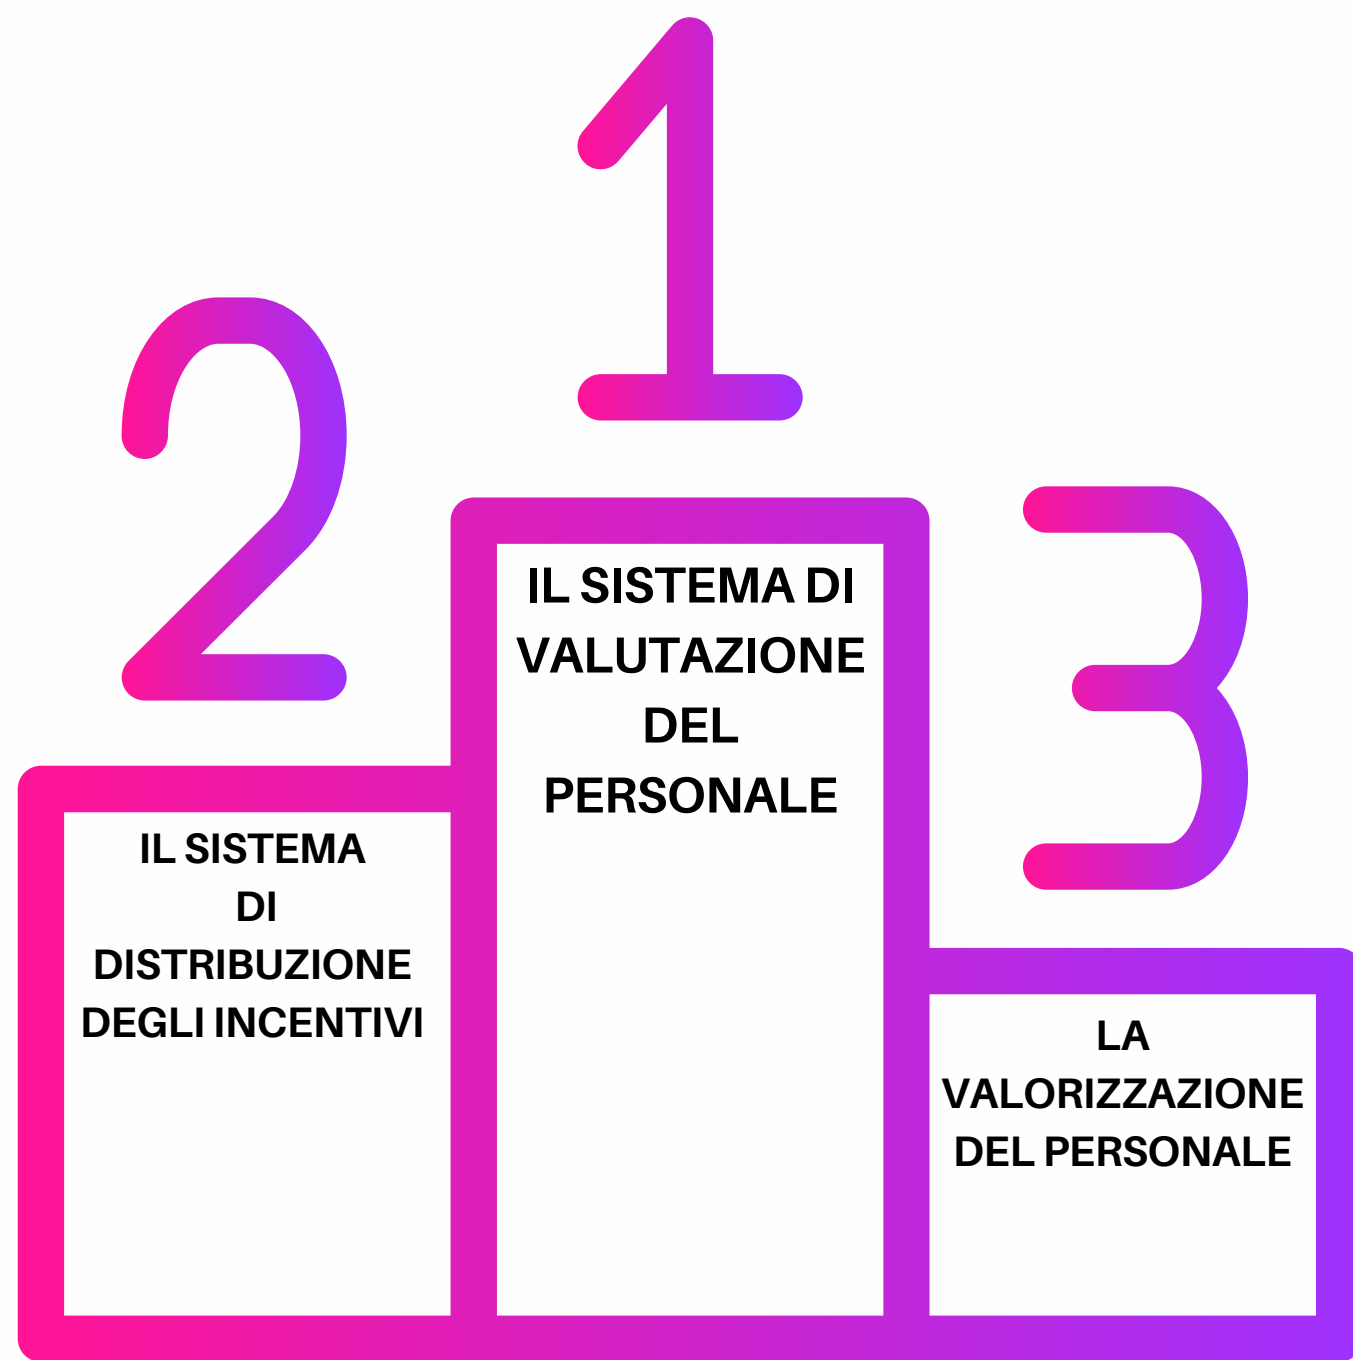 1
2
3
IL SISTEMA DI
VALUTAZIONE
DEL
PERSONALE
IL SISTEMA
DI
DISTRIBUZIONE
DEGLI INCENTIVI
LA
VALORIZZAZIONE
DEL PERSONALE